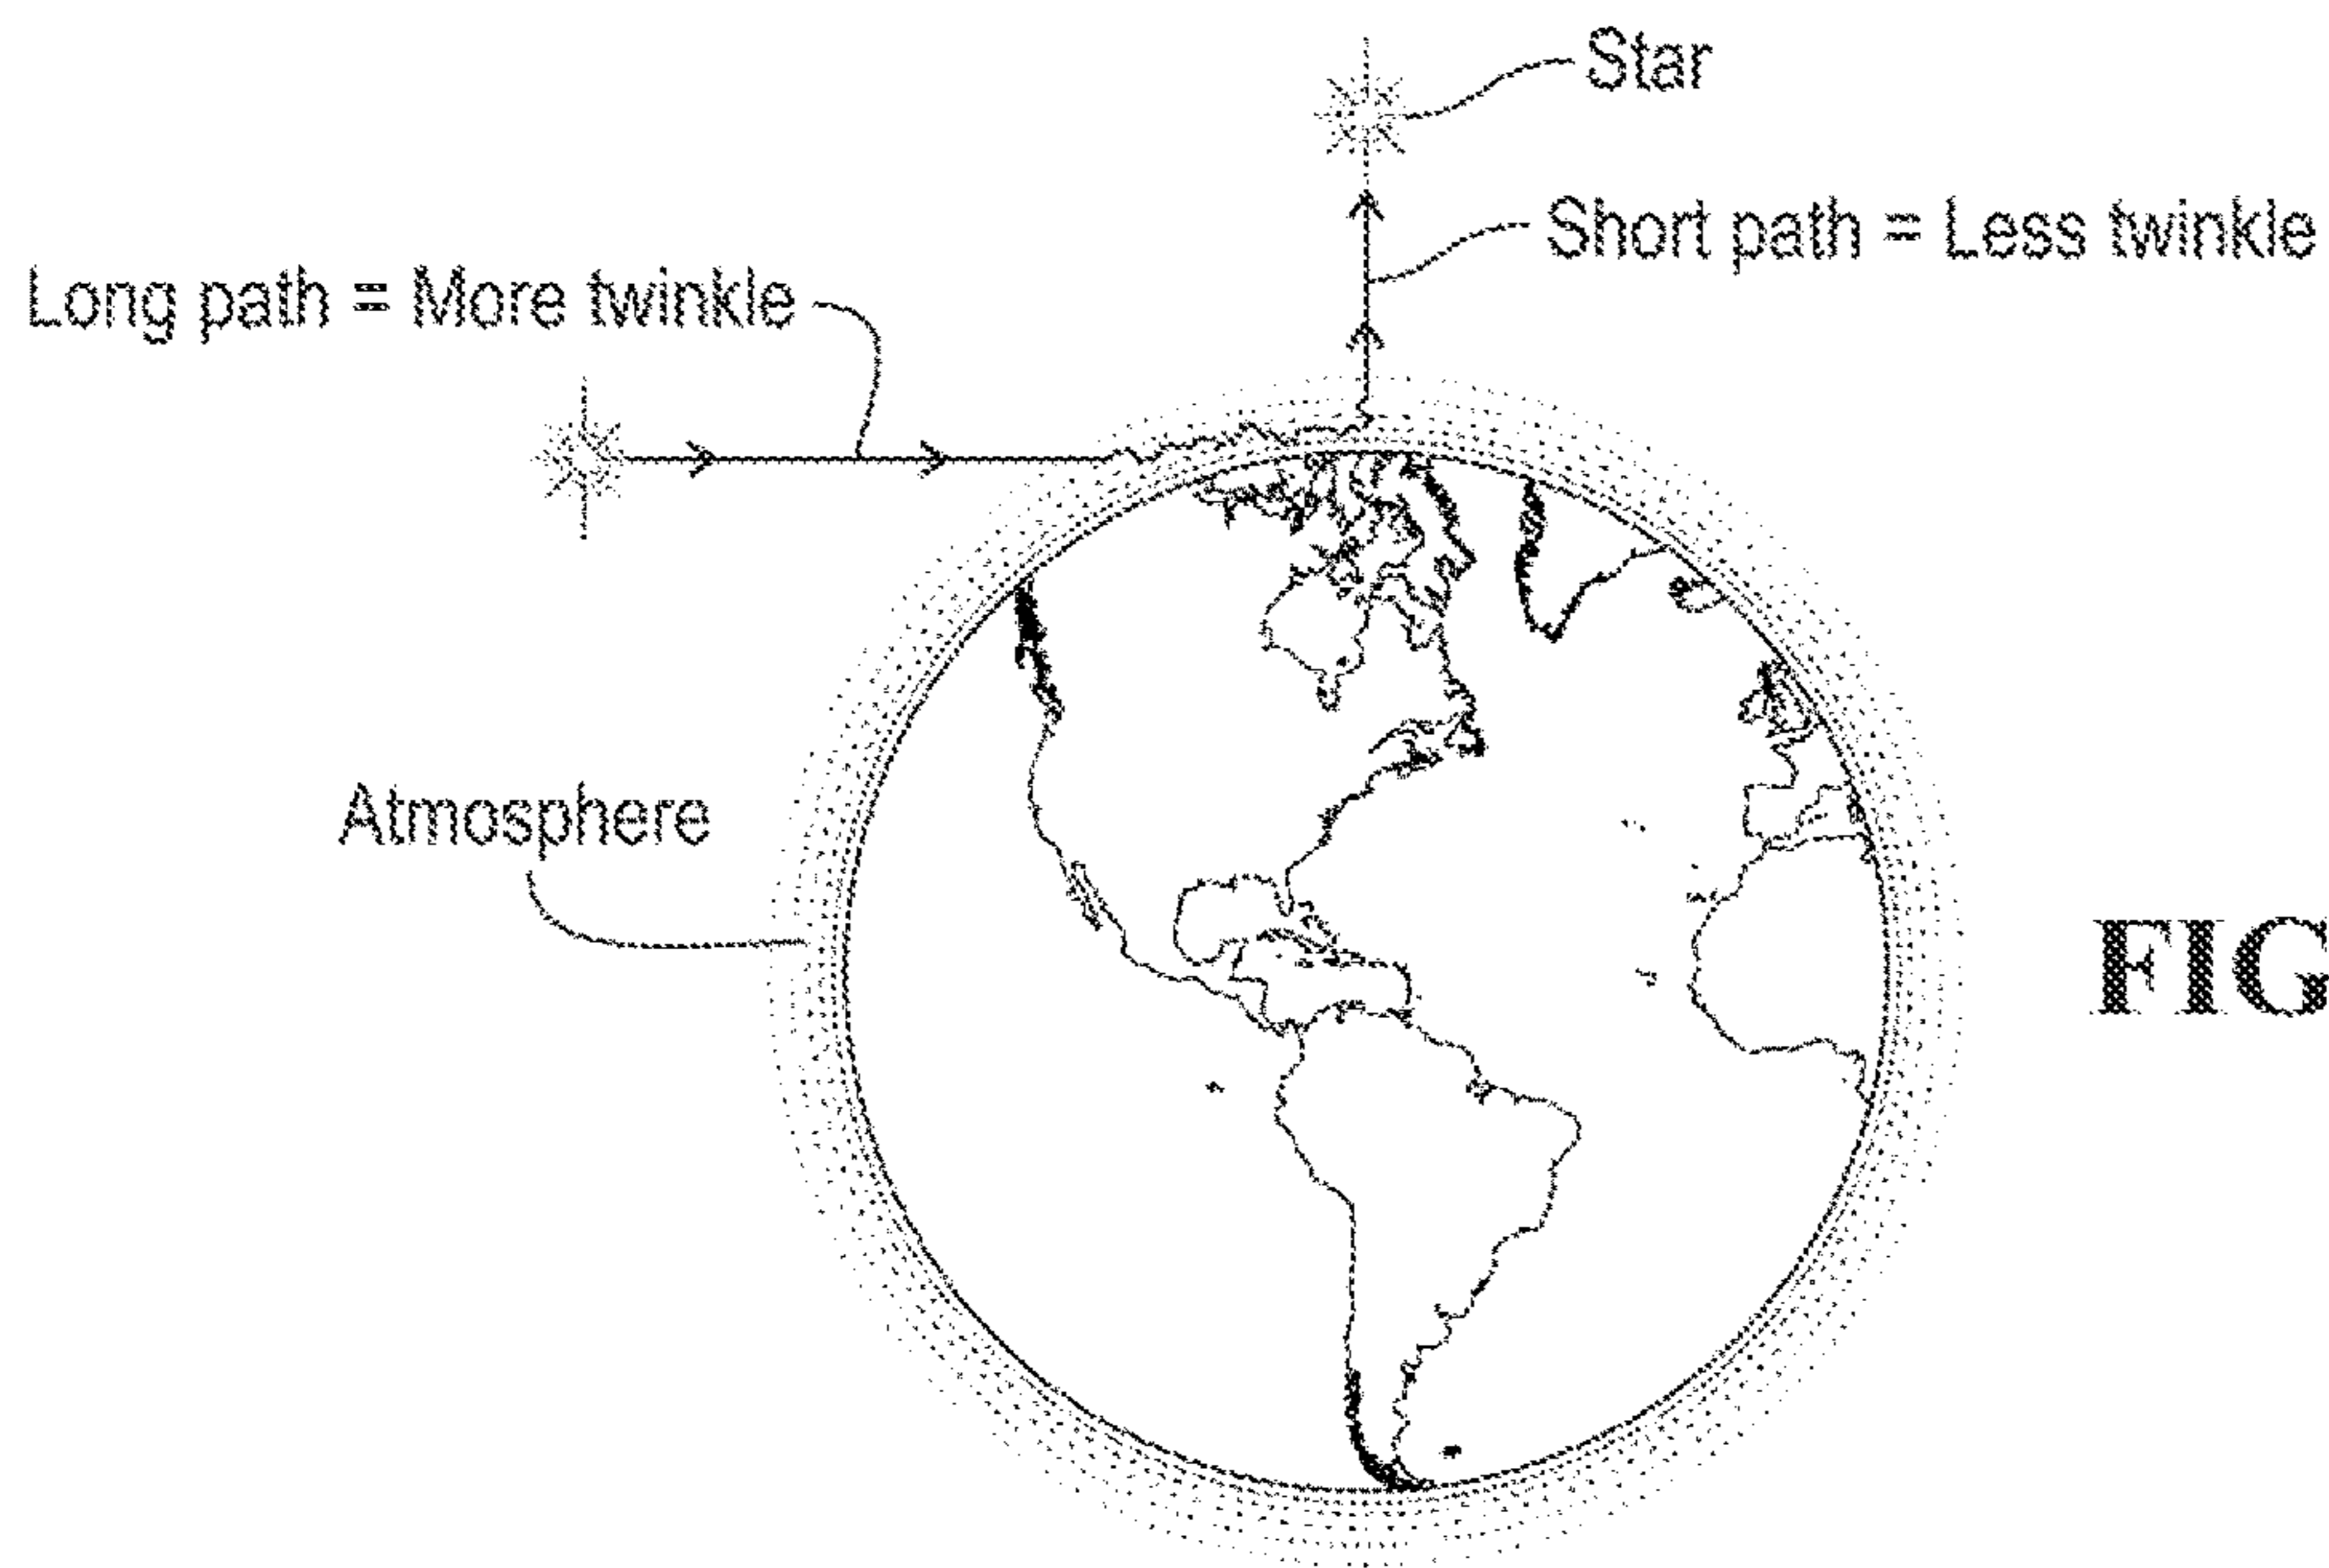 Star
Short path = Less twinkle
Long path = More twinkle
Atmosphere
FIG